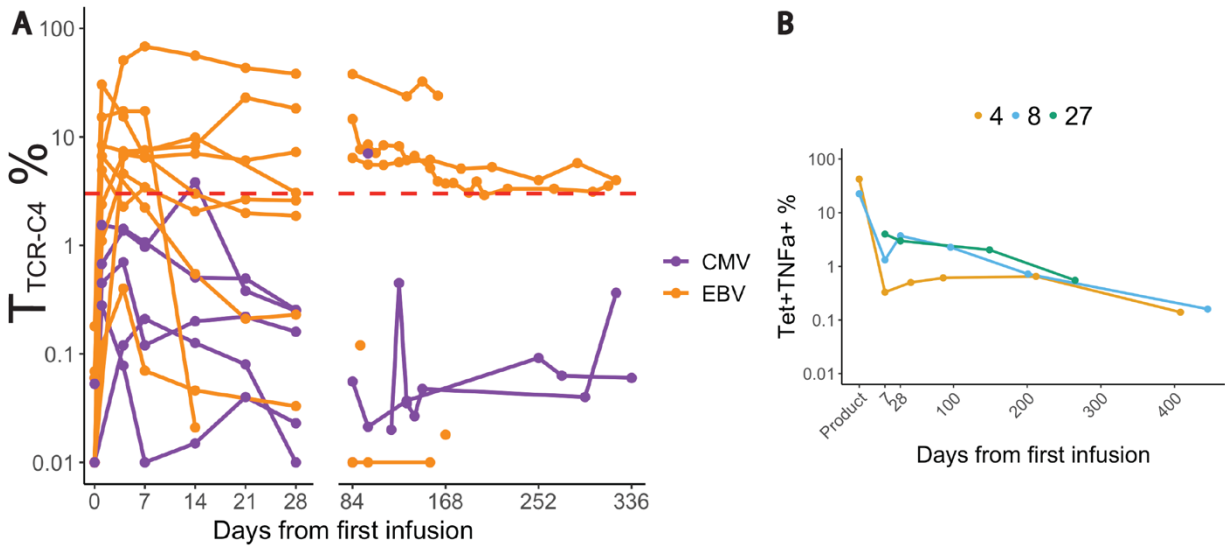 A
T TCR-C4 %
100
10
1
0.1
0.01
0 7 14 21 28 84 168 252 336
Days from first infusion
CMV
EBV
B
4 8 27
Tet+TNFa+ %
100
10
1
0.1
0.01
Product 7 28 100 200 300 400
Days from first infusion